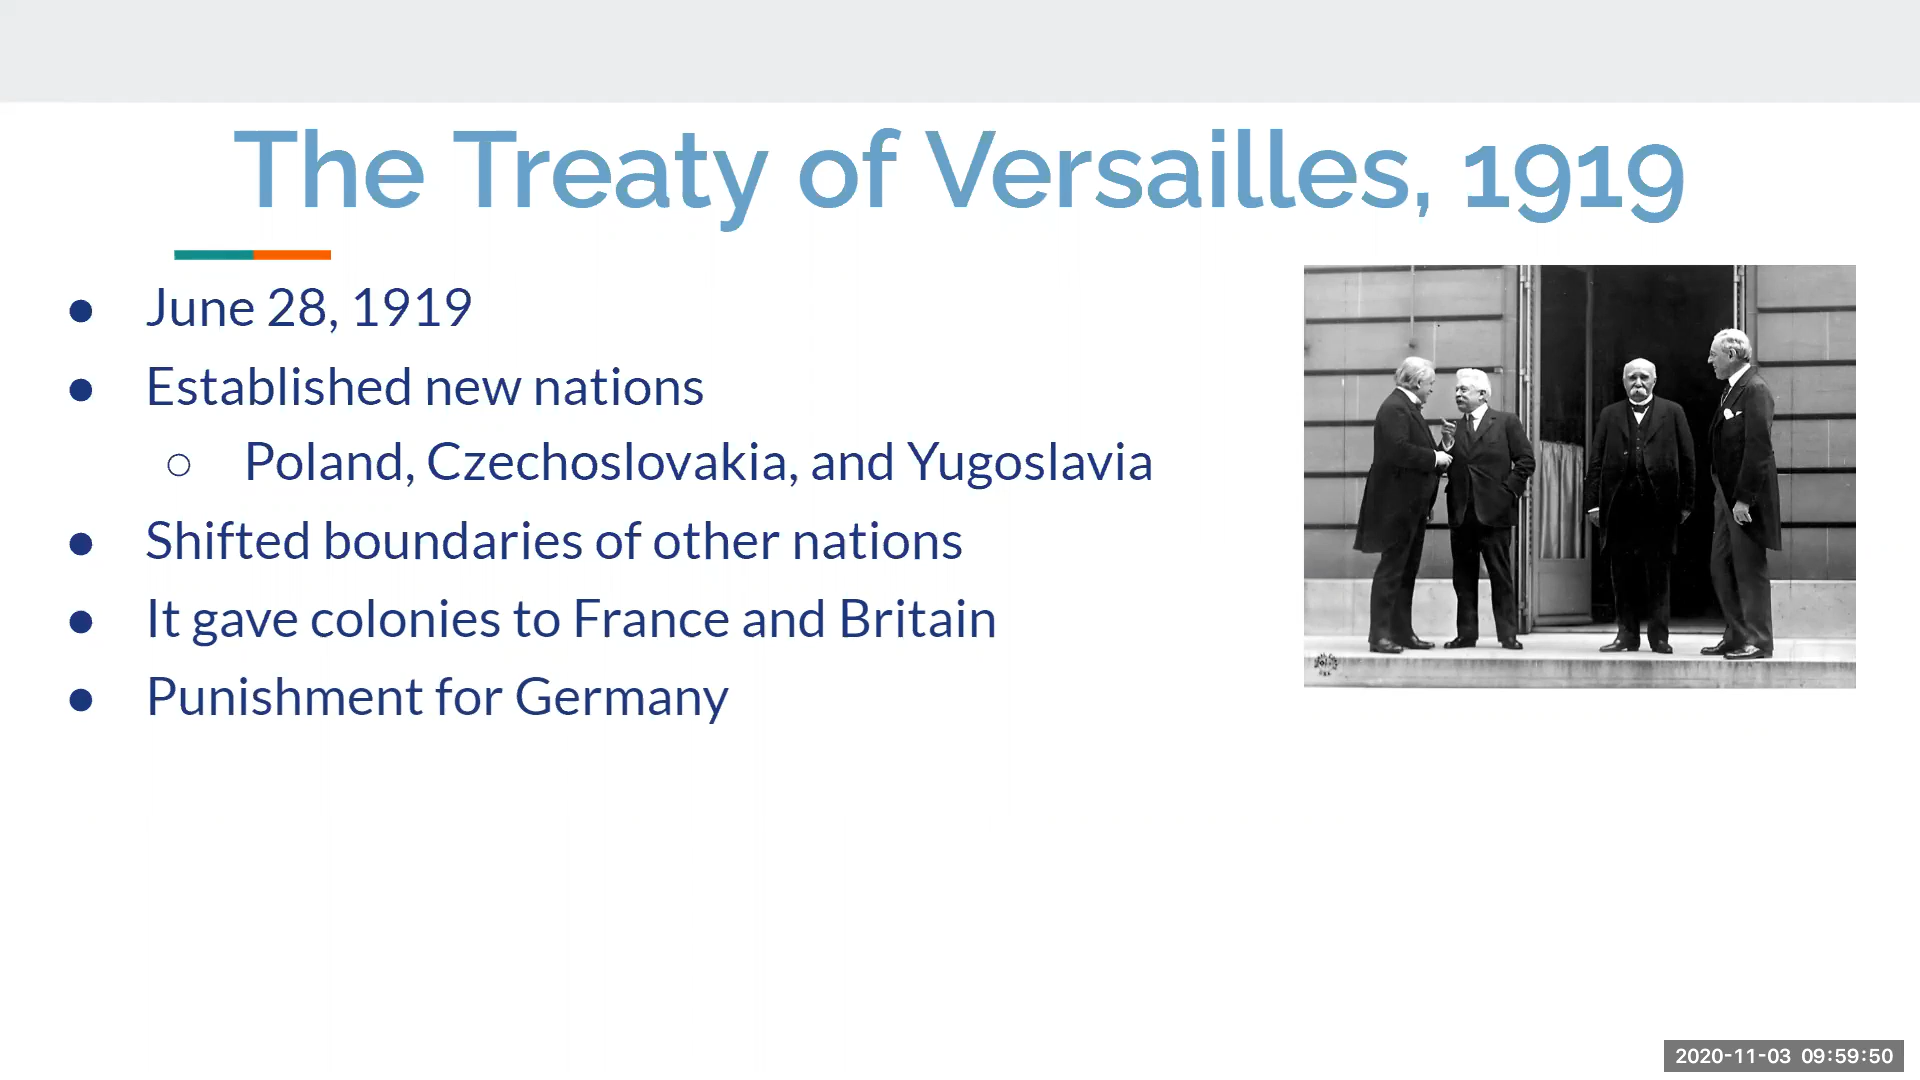 The Treaty of Versailles, 1919
● June 28, 1919
● Established new nations
○ Poland, Czechoslovakia, and Yugoslavia
● Shifted boundaries of other nations
● It gave colonies to France and Britain
● Punishment for Germany
2020-11-03 09:59:50